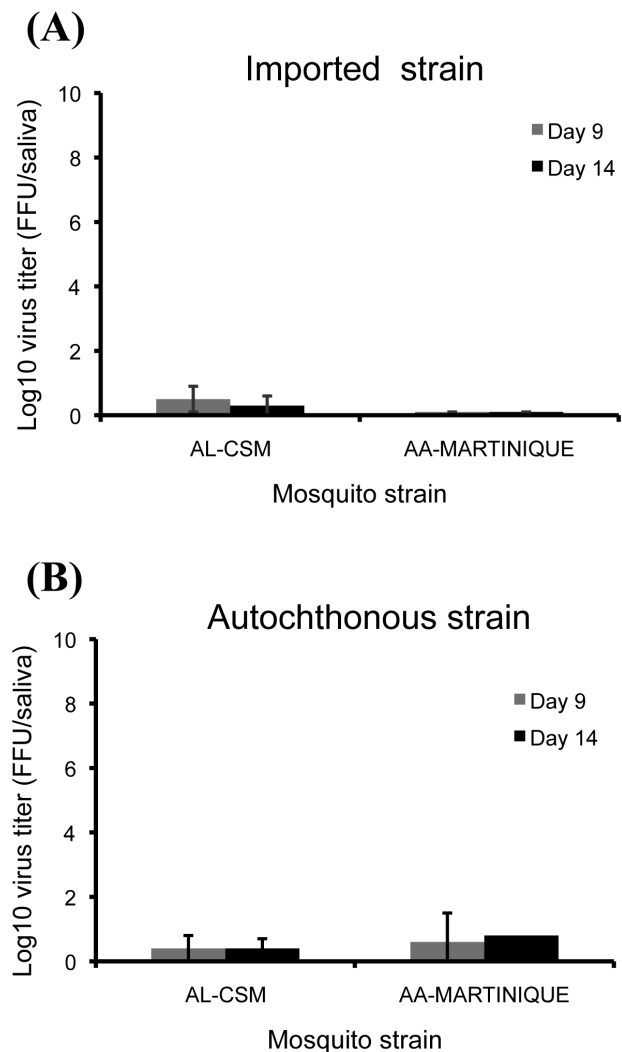 (A)
Imported strain
Log10 virus titer (FFU/saliva)
10
8
6
4
2
0
Day 9
Day 14
AL-CSM
AA-MARTINIQUE
Mosquito strain
(B)
Autochthonous strain
Log10 virus titer (FFU/saliva)
10
8
6
4
2
0
Day 9
Day 14
AL-CSM
AA-MARTINIQUE
Mosquito strain